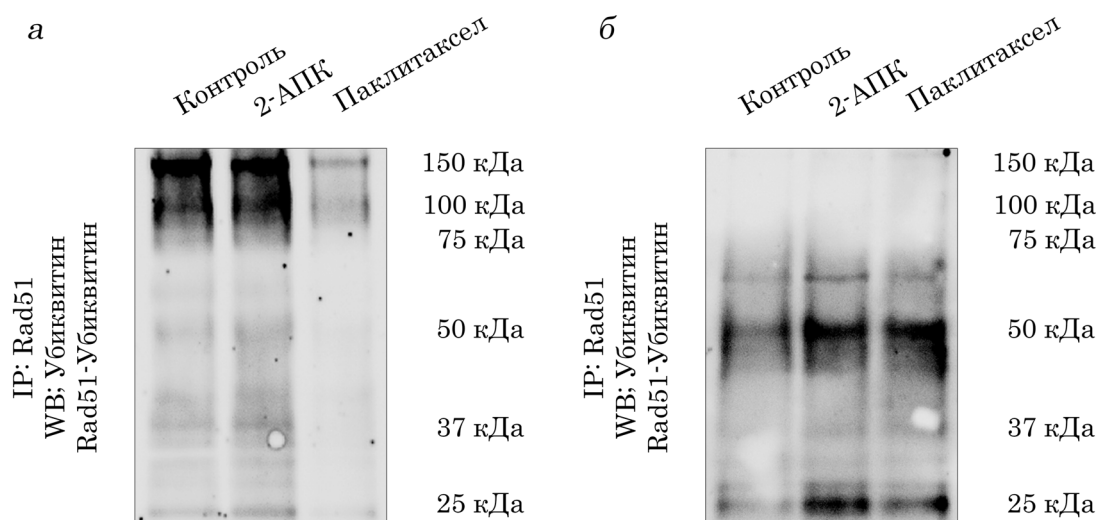 а
Контроль
2-АПК
Паклитаксел
150 кДа
100 кДа
75 кДа
50 кДа
37 кДа
25 кДа
IP: Rad51
WB; Убиквитин
Rad51-Убиквитин
б
Контроль
2-АПК
Паклитаксел
150 кДа
100 кДа
75 кДа
50 кДа
37 кДа
25 кДа
IP: Rad51
WB: Убиквитин
Rad51-Убиквитин